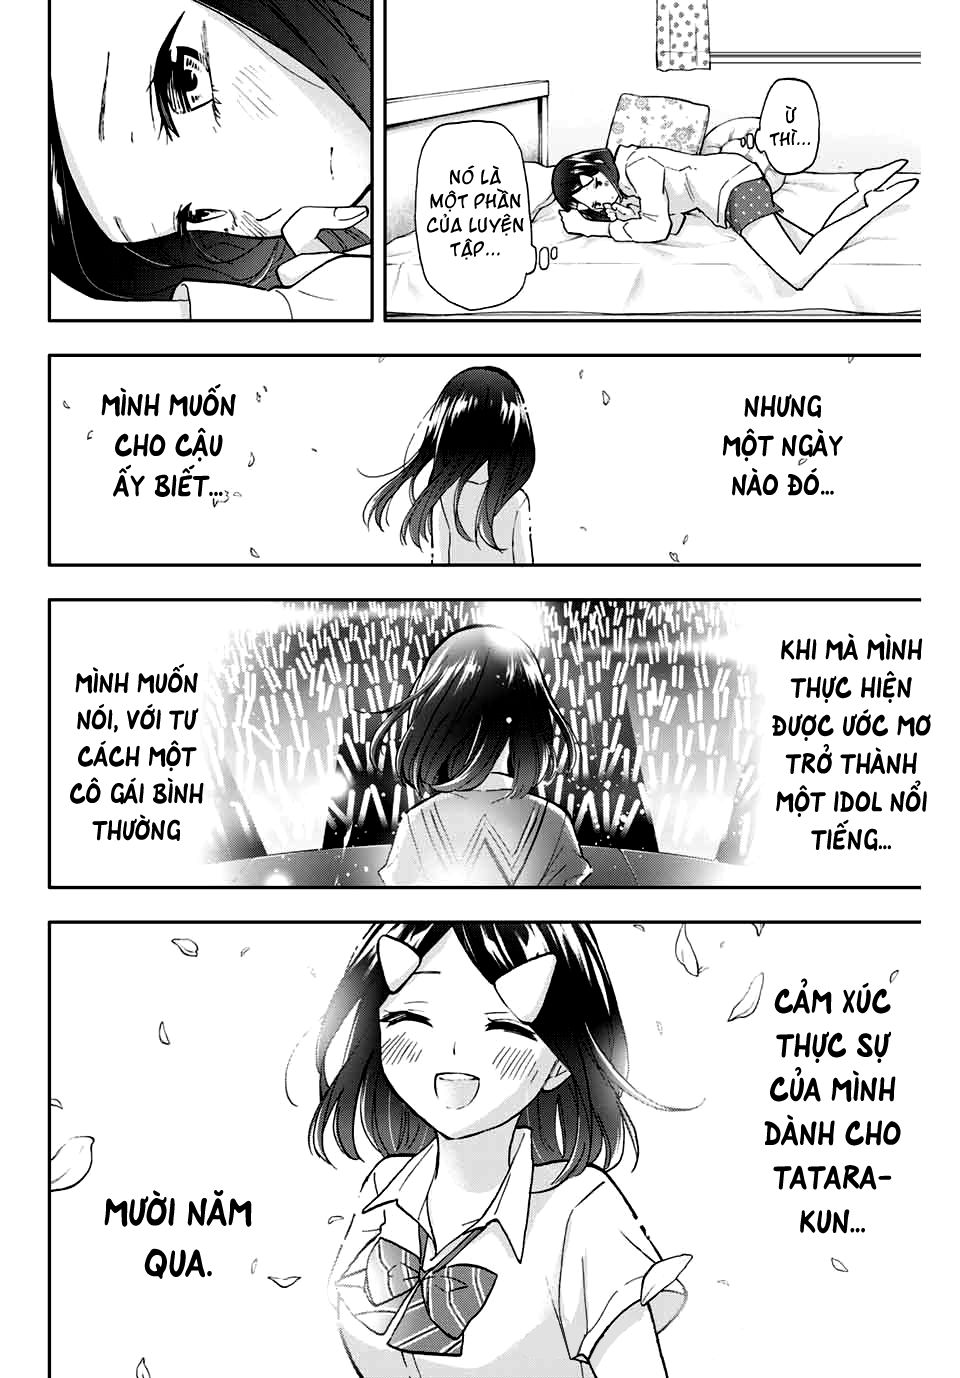 Ừ
THÌ...
NÓ LÀ
MỘT PHẦN
CỦA LUYỆN
TẬP...
NHƯNG
MỘT NGÀY
NÀO ĐÓ...
MÌNH MUỐN
CHO CẬU
ẤY BIẾT...
KHI MÀ MÌNH
THỰC HIỆN
ĐƯỢC ƯỚC MƠ
TRỞ THÀNH
MỘT IDOL NỔI
TIẾNG...
MÌNH MUỐN
NÓI, VỚI TƯ
CÁCH MỘT
CÔ GÁI BÌNH
THƯỜNG
CẢM XÚC
THỰC SỰ
CỦA MÌNH
DÀNH CHO
TATARA-
KUN...
MƯỜI NĂM
QUA.